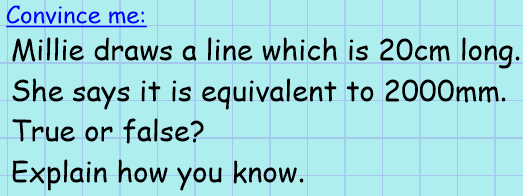 Convince me:
Millie draws a line which is 20cm long.
She says it is equivalent to 2000mm.
True or false?
Explain how you know.